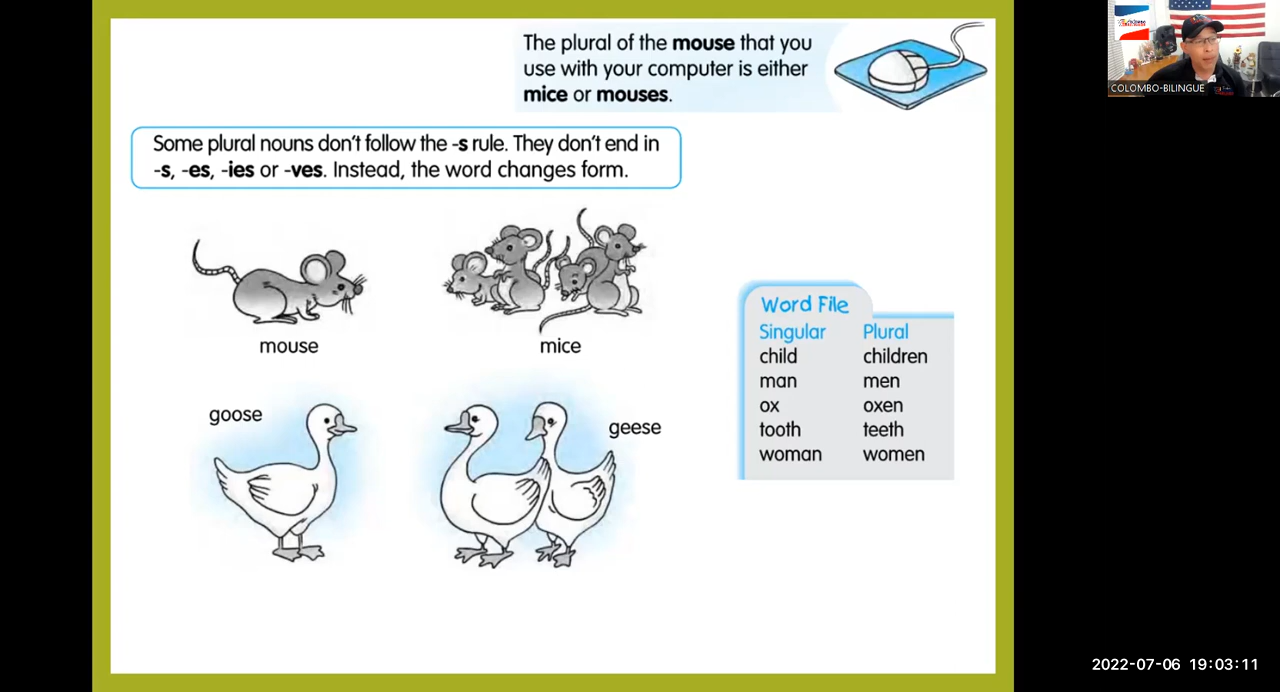 The plural of the mouse that you
use with your computer is either
mice or mouses.
Some plural nouns don't follow the -s rule. They don't end in
-s, -es, -ies or -ves. Instead, the word changes form.
mouse
mice
goose
geese
Word File
Singular Plural
child children
man men
ox oxen
tooth teeth
woman women
COLOMBO-BILINGUE
2022-07-06 19:03:11